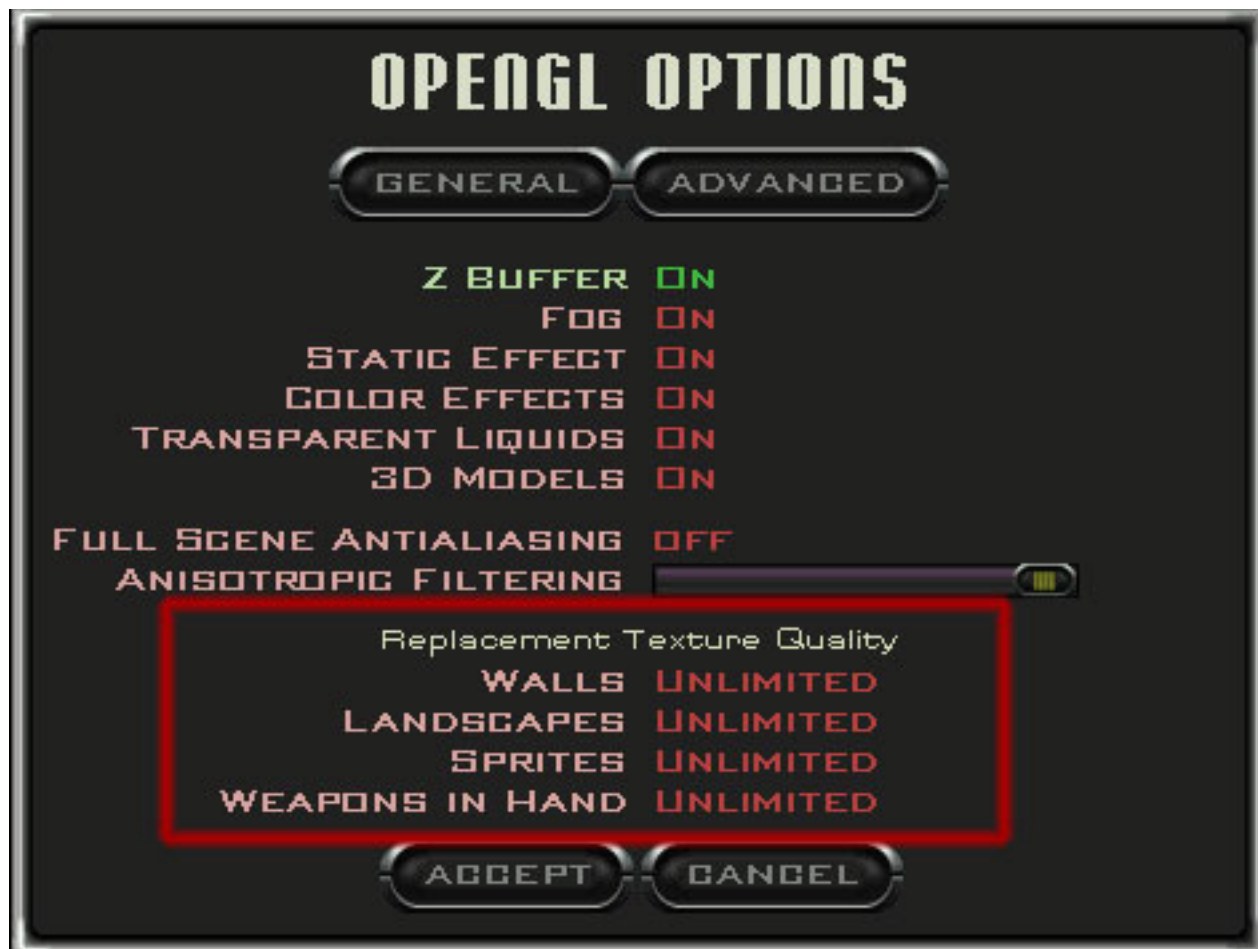 OPENGL OPTIONS
GENERAL ADVANCED
Z BUFFER ON
FOG ON
STATIC EFFECT ON
COLOR EFFECTS ON
TRANSPARENT LIQUIDS ON
3D MODELS ON
FULL SCENE ANTIALIASING OFF
ANISOTROPIC FILTERING
Replacement Texture Quality
WALLS UNLIMITED
LANDSCAPES UNLIMITED
SPRITES UNLIMITED
WEAPONS IN HAND UNLIMITED
ACCEPT CANCEL